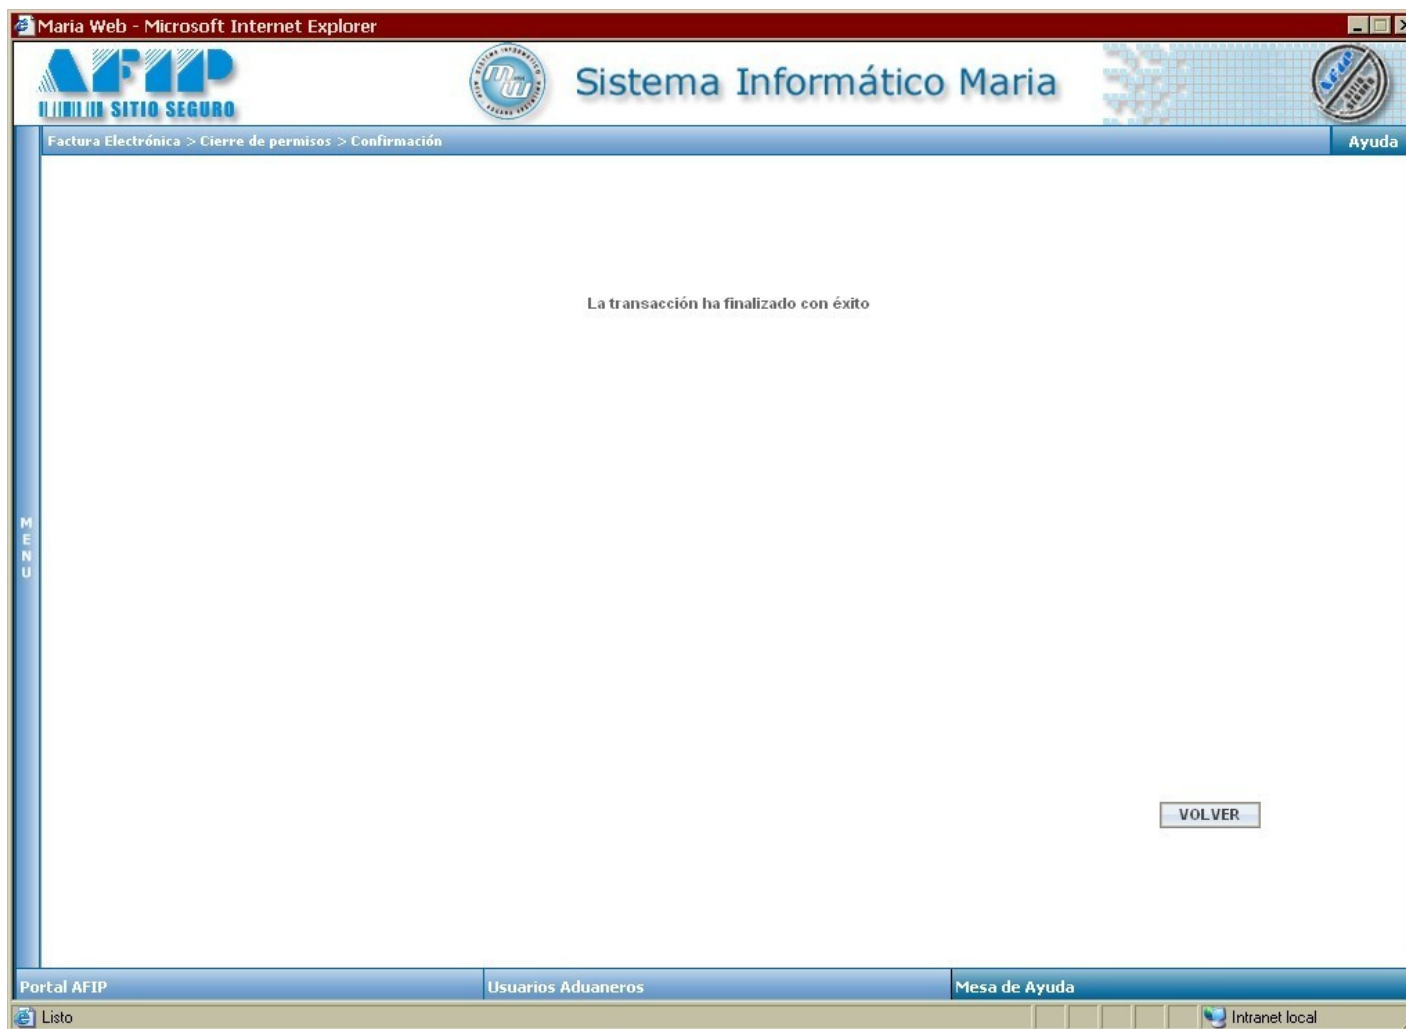 Maria Web - Microsoft Internet Explorer
AFIP
SITIO SEGURO
Sistema Informático Maria
Factura Electrónica > Cierre de permisos > Confirmación
Ayuda
La transacción ha finalizado con éxito
MENU
VOLVER
Portal AFIP
Usuarios Aduaneros
Mesa de Ayuda
Listo
Intranet local